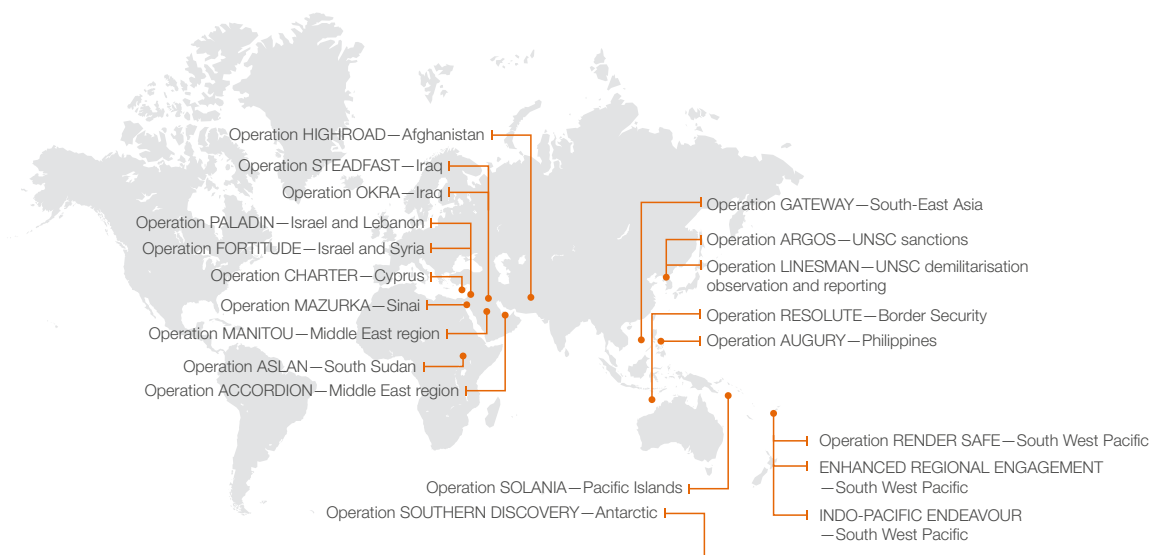 Operation HIGHROAD—Afghanistan
Operation STEADFAST—Iraq
Operation OKRA—Iraq
Operation PALADIN—Israel and Lebanon
Operation FORTITUDE—Israel and Syria
Operation CHARTER—Cyprus
Operation MAZURKA—Sinai
Operation MANITOU—Middle East region
Operation ASLAN—South Sudan
Operation ACCORDION—Middle East region
Operation GATEWAY—South-East Asia
Operation ARGOS—UNSC sanctions
Operation LINESMAN—UNSC demilitarisation
observation and reporting
Operation RESOLUTE—Border Security
Operation AUGURY—Philippines
Operation RENDER SAFE—South West Pacific
ENHANCED REGIONAL ENGAGEMENT
—South West Pacific
INDO-PACIFIC ENDEAVOUR
—South West Pacific
Operation SOLANIA—Pacific Islands
Operation SOUTHERN DISCOVERY—Antarctic